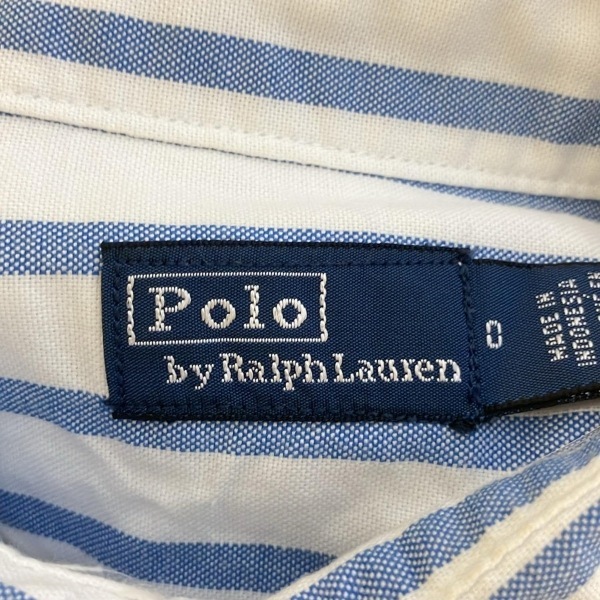 Polo
by Ralph Lauren
0
MADE IN
INDONESIA